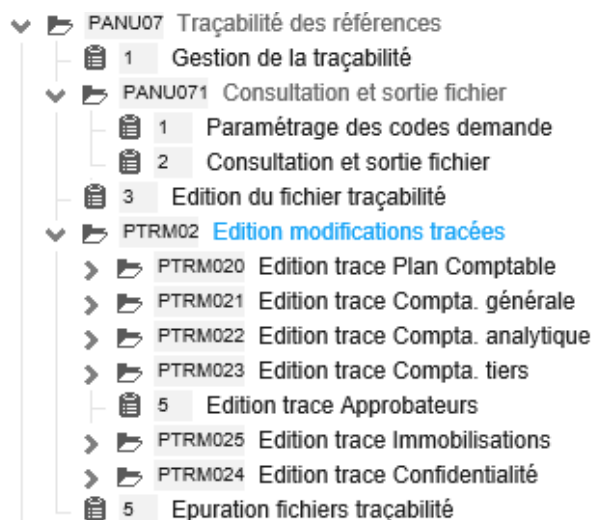 PANU07 Traçabilité des références
1 Gestion de la traçabilité
PANU071 Consultation et sortie fichier
1 Paramétrage des codes demande
2 Consultation et sortie fichier
3 Edition du fichier traçabilité
PTRM02 Edition modifications tracées
PTRM020 Edition trace Plan Comptable
PTRM021 Edition trace Compta. générale
PTRM022 Edition trace Compta. analytique
PTRM023 Edition trace Compta. tiers
5 Edition trace Approbateurs
PTRM025 Edition trace Immobilisations
PTRM024 Edition trace Confidentialité
5 Epuration fichiers traçabilité